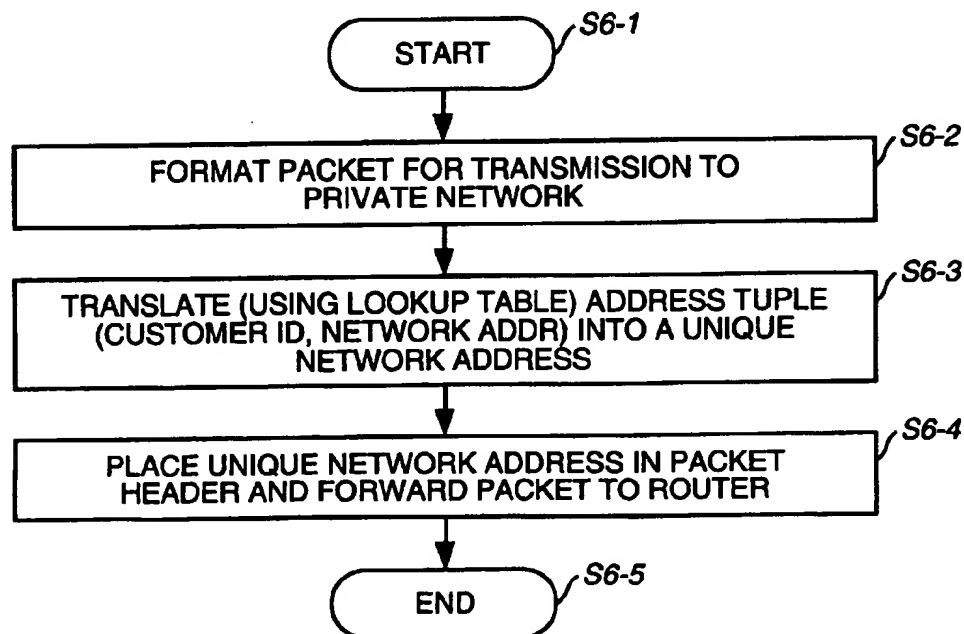 S6-1
START
S6-2
FORMAT PACKET FOR TRANSMISSION TO
PRIVATE NETWORK
S6-3
TRANSLATE (USING LOOKUP TABLE) ADDRESS TUPLE
(CUSTOMER ID, NETWORK ADDR) INTO A UNIQUE
NETWORK ADDRESS
S6-4
PLACE UNIQUE NETWORK ADDRESS IN PACKET
HEADER AND FORWARD PACKET TO ROUTER
S6-5
END